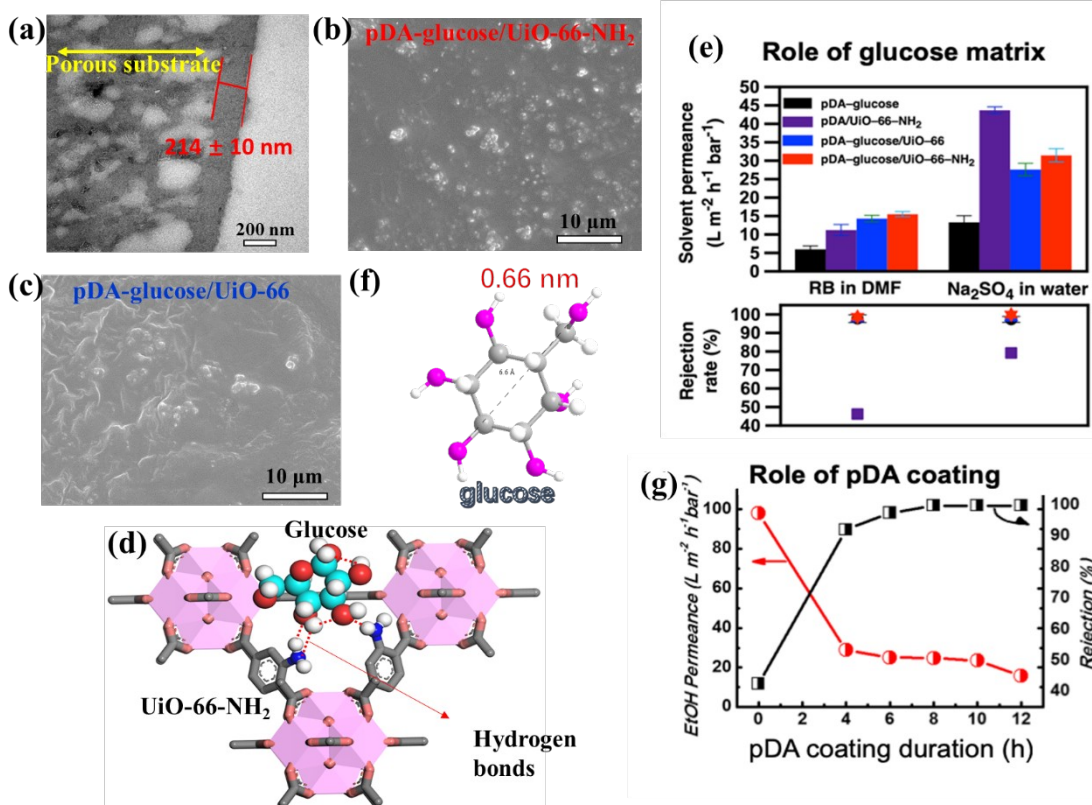 (a)
Porous substrate
214 ± 10 nm
200 nm
(b)
pDA-glucose/UiO-66-NH₂
10 μm
(c)
pDA-glucose/UiO-66
10 μm
(f)
0.66 nm
6.6 Å
glucose
(d)
Glucose
UiO-66-NH₂
Hydrogen
bonds
(e)
Role of glucose matrix
Solvent permeance
(L m⁻² h⁻¹ bar⁻¹)
50
45
40
35
30
25
20
15
10
5
0
pDA–glucose
pDA/UiO-66–NH₂
pDA–glucose/UiO-66
pDA–glucose/UiO-66–NH₂
RB in DMF
Na₂SO₄ in water
Rejection
rate (%)
100
90
80
70
60
50
40
(g)
Role of pDA coating
EtOH Permeance (L m⁻² h⁻¹bar⁻¹)
100
80
60
40
20
0
100
90
80
70
60
50
40
Rejection (%)
0 2 4 6 8 10 12
pDA coating duration (h)